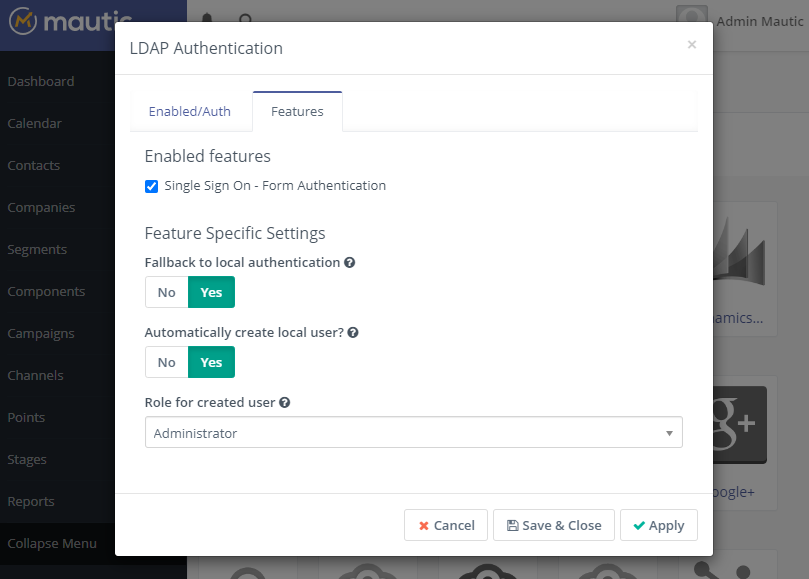 mautic
Admin Mautic
Dashboard
Calendar
Contacts
Companies
Segments
Components
Campaigns
Channels
Points
Stages
Reports
Collapse Menu
LDAP Authentication
×
Enabled/Auth
Features
Enabled features
Single Sign On - Form Authentication
Feature Specific Settings
Fallback to local authentication
No
Yes
Automatically create local user?
No
Yes
Role for created user
Administrator
Cancel
Save & Close
Apply